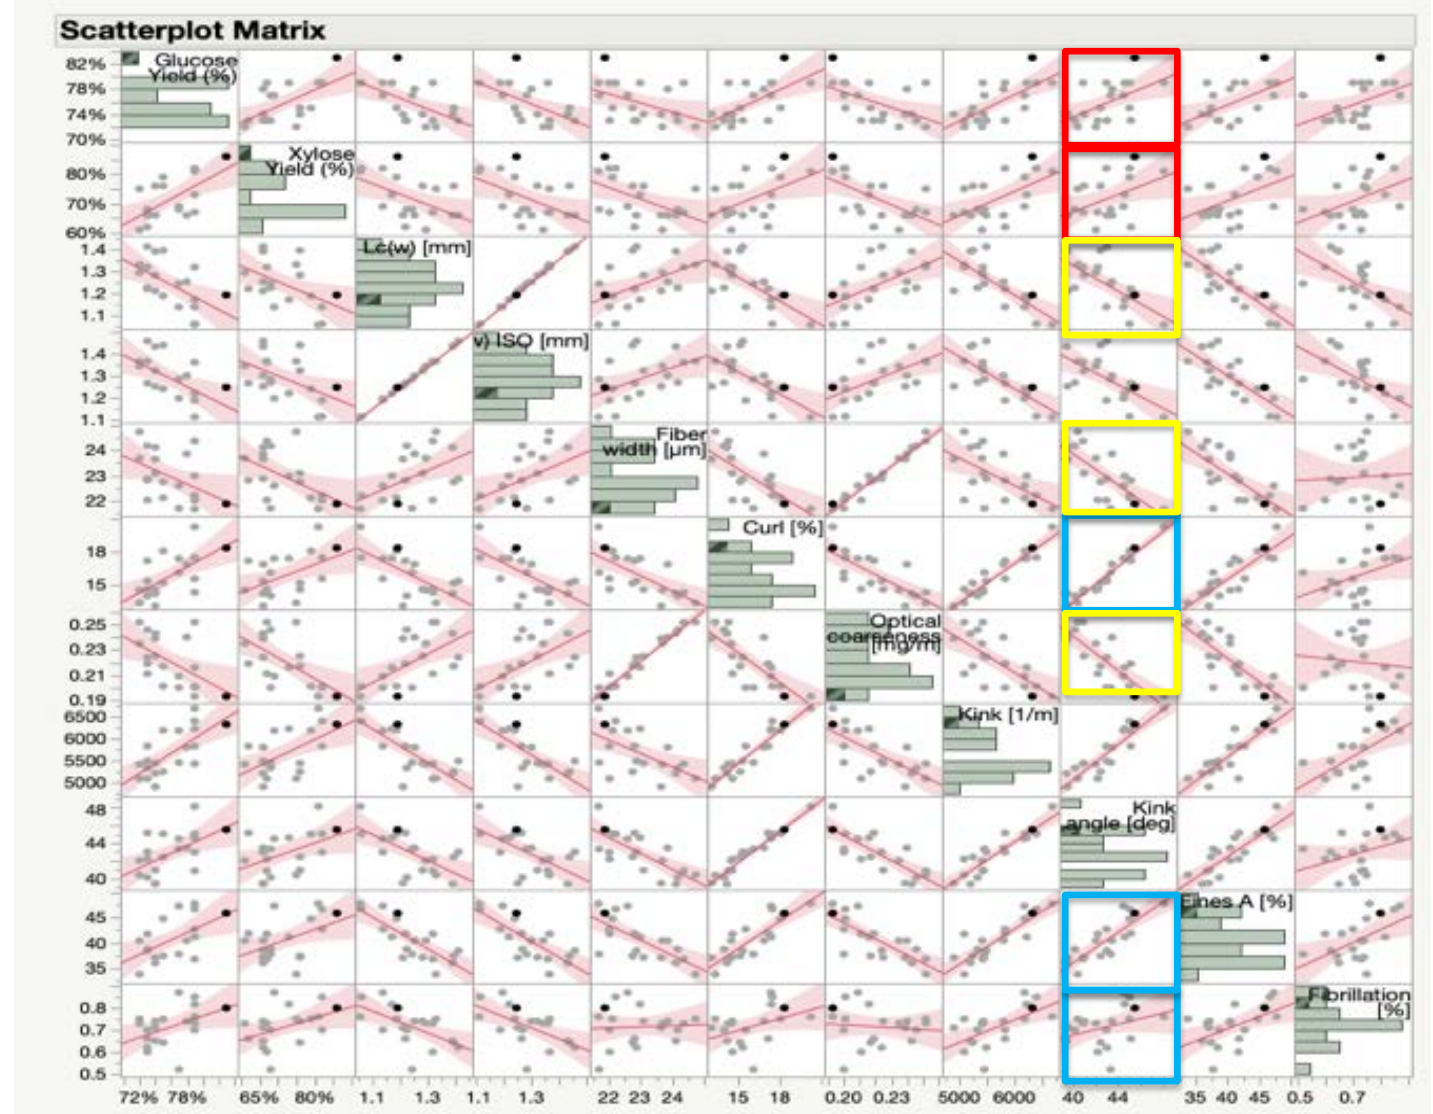 Scatterplot Matrix
82%
78%
74%
70%
Glucose
Yield (%)
80%
70%
60%
Xylose
Yield (%)
1.4
1.3
1.2
1.1
Lc(w) [mm]
1.4
1.3
1.2
1.1
v) ISO [mm]
24
23
22
Fiber
width [µm]
18
15
Curl [%]
0.25
0.23
0.21
0.19
Optical
coarseness
[mg/m]
6500
6000
5500
5000
Kink [1/m]
48
44
40
Kink
angle [deg]
45
40
35
Fines A [%]
0.8
0.7
0.6
0.5
Fibrillation
[%]
72% 78% 65% 80% 1.1 1.3 1.1 1.3 22 23 24 15 18 0.20 0.23 5000 6000 40 44 35 40 45 0.5 0.7